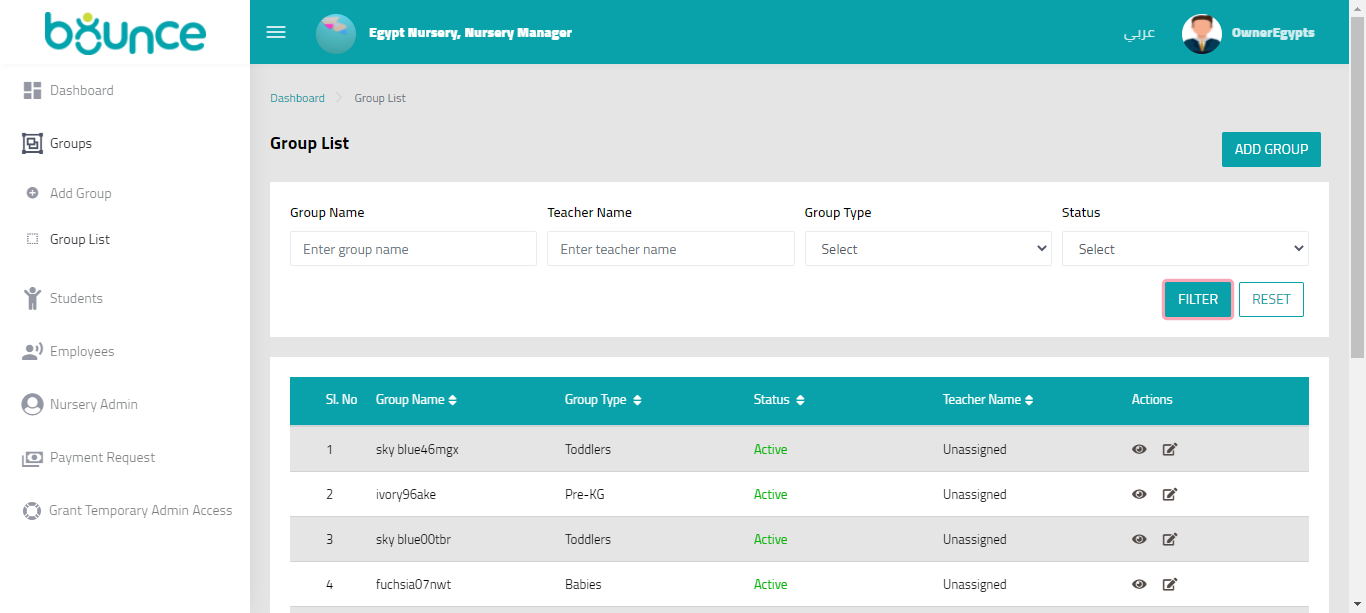 bounce
Egypt Nursery, Nursery Manager
عربي
OwnerEgypts
Dashboard
Groups
Add Group
Group List
Students
Employees
Nursery Admin
Payment Request
Grant Temporary Admin Access
Dashboard Group List
Group List
ADD GROUP
Group Name Teacher Name Group Type Status
Enter group name Enter teacher name Select Select
FILTER RESET
Sl. No Group Name Group Type Status Teacher Name Actions
1 sky blue46mgx Toddlers Active Unassigned
2 ivory96ake Pre-KG Active Unassigned
3 sky blue00tbr Toddlers Active Unassigned
4 fuchsia07nwt Babies Active Unassigned